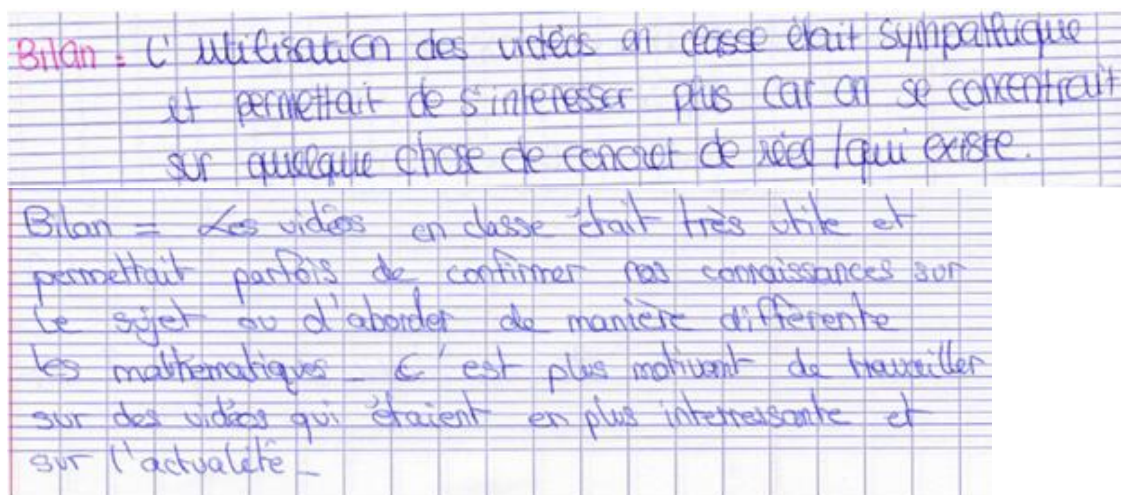 Bilan : L'utilisation des vidéos en classe était sympathique
et permettait de s'interesser plus car on se concentrait
sur quelque chose de concret de réel / qui existe.
Bilan = Les vidéos en classe était très utile et
permettait parfois de confirmer nos connaissances sur
le sujet ou d'aborder de manière différente
les mathematiques _ C'est plus motivant de travailler
sur des vidéos qui étaient en plus interressante et
sur l'actualité _